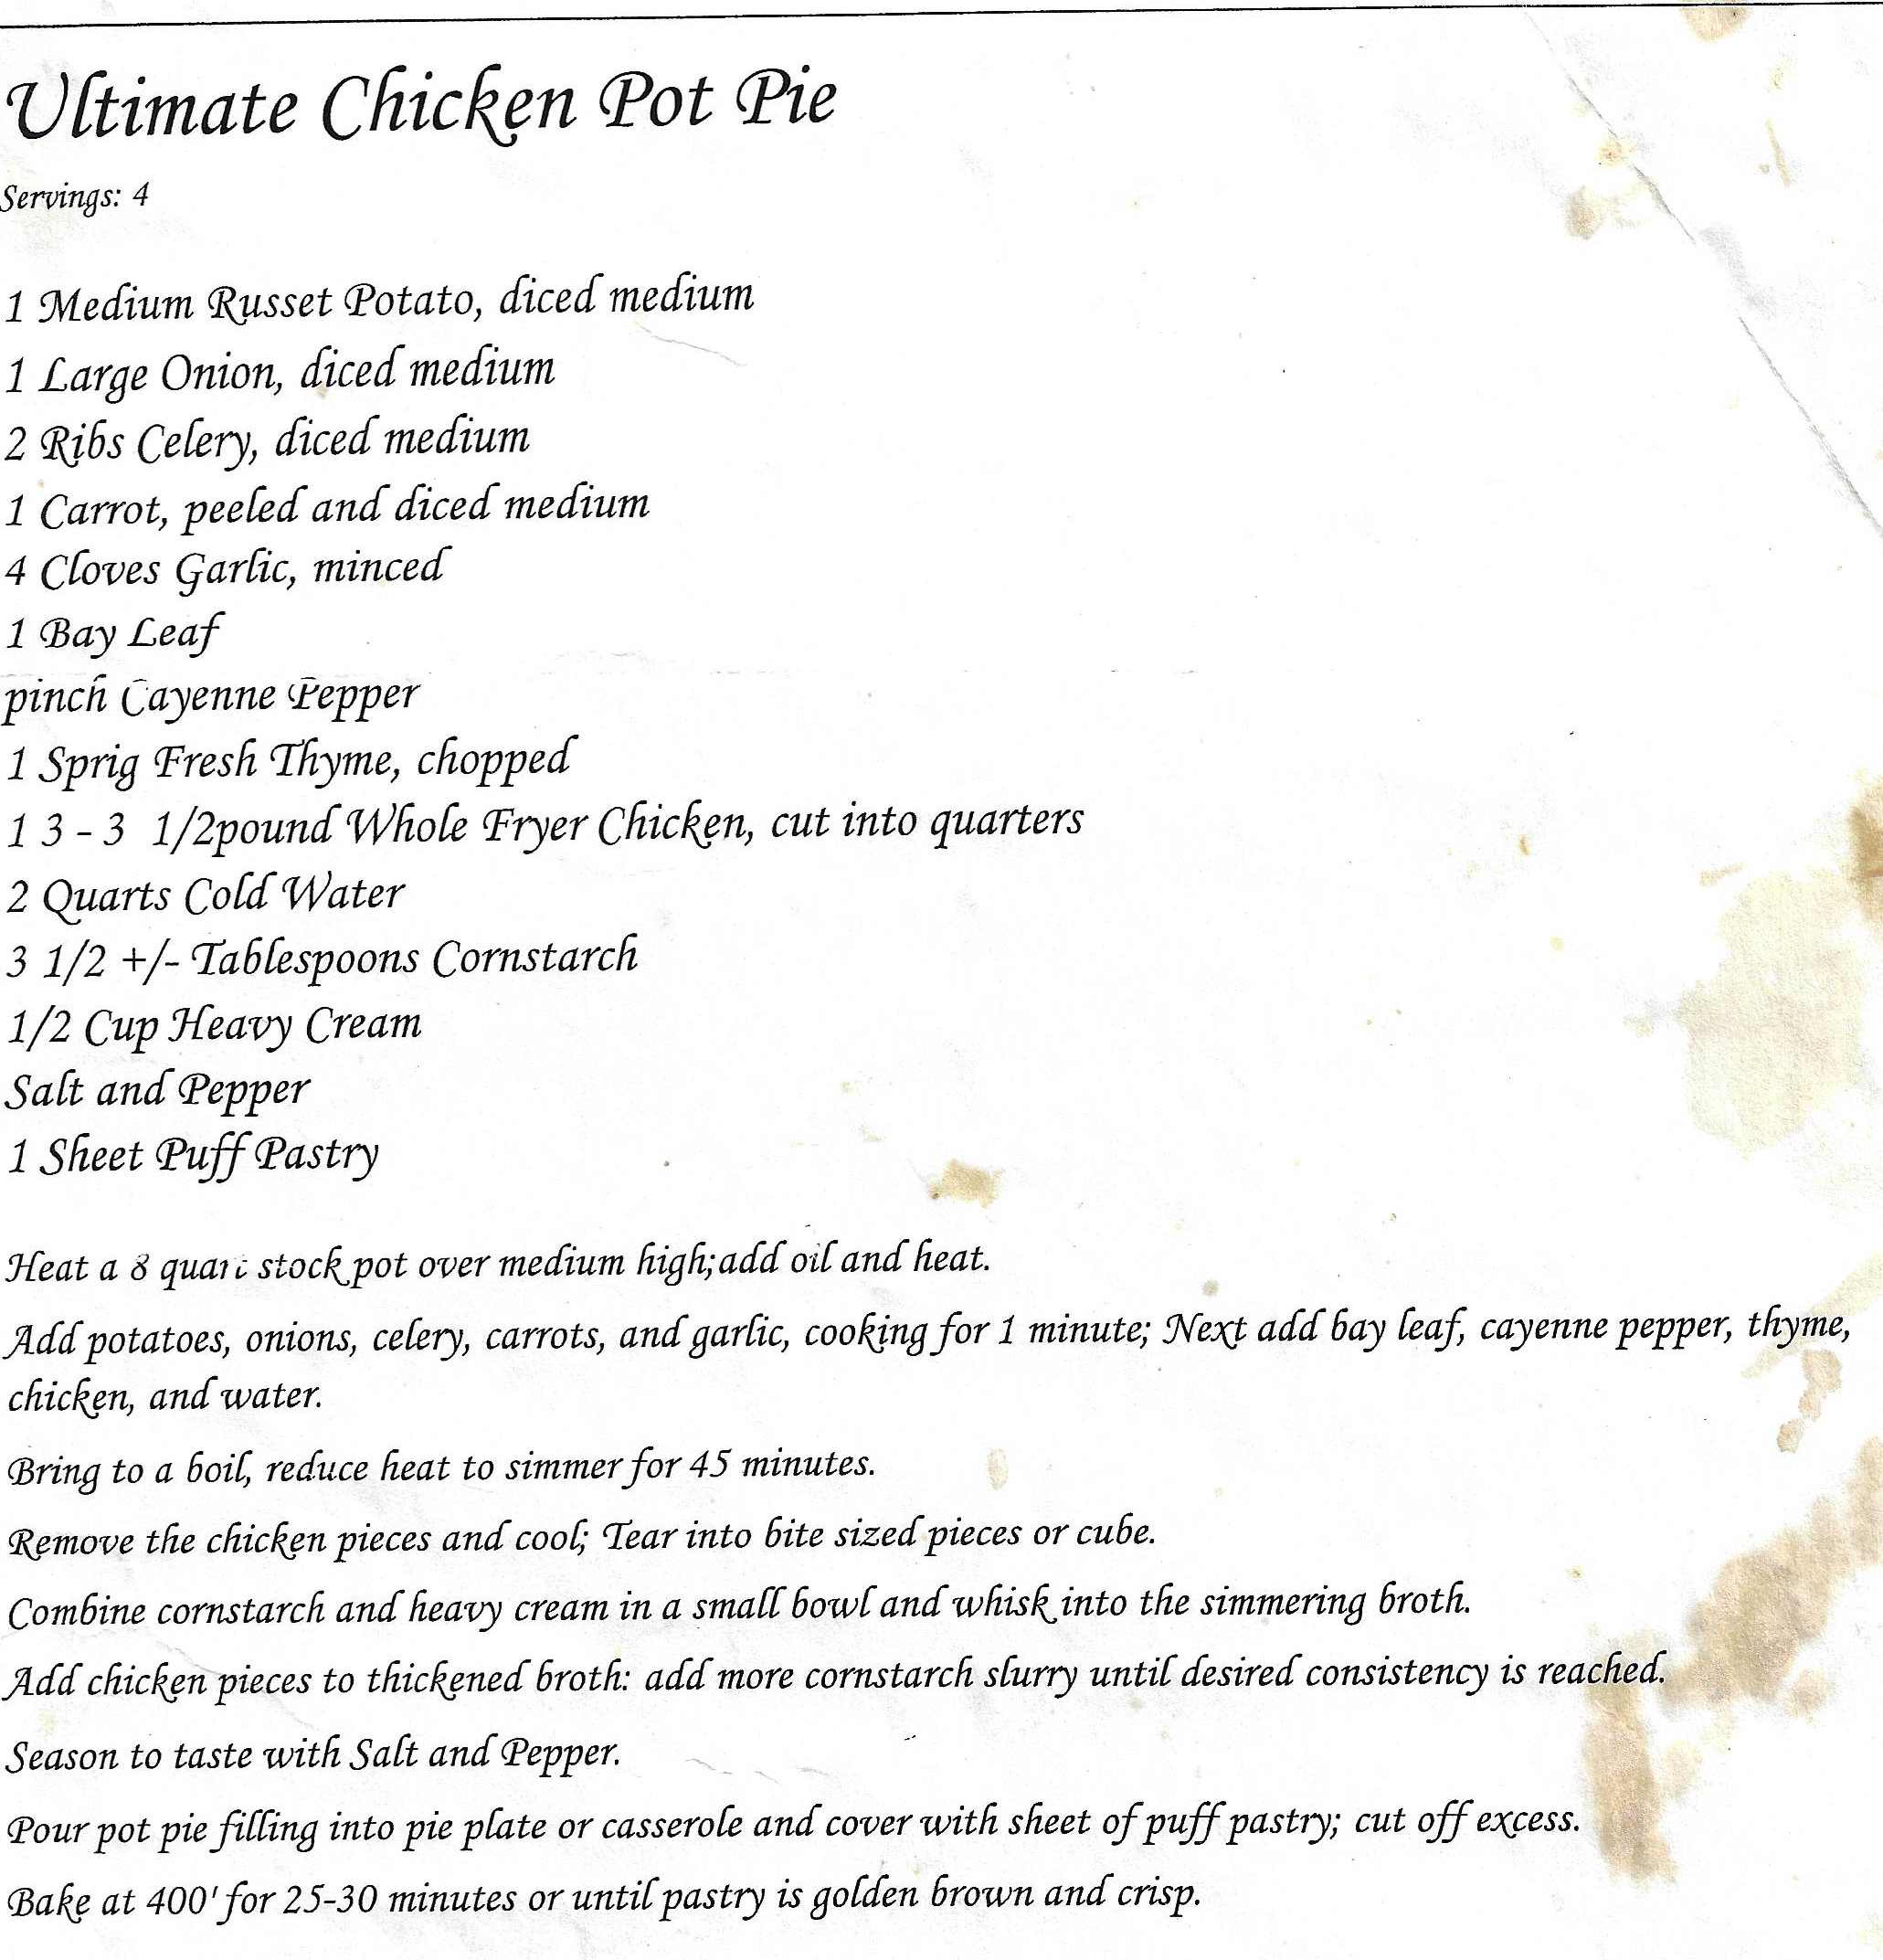 Ultimate Chicken Pot Pie
Servings: 4
1 Medium Russet Potato, diced medium
1 Large Onion, diced medium
2 Ribs Celery, diced medium
1 Carrot, peeled and diced medium
4 Cloves Garlic, minced
1 Bay Leaf
pinch Cayenne Pepper
1 Sprig Fresh Thyme, chopped
1 3 - 3 1/2pound Whole Fryer Chicken, cut into quarters
2 Quarts Cold Water
3 1/2 +/- Tablespoons Cornstarch
1/2 Cup Heavy Cream
Salt and Pepper
1 Sheet Puff Pastry
Heat a 8 quart stock pot over medium high;add oil and heat.
Add potatoes, onions, celery, carrots, and garlic, cooking for 1 minute; Next add bay leaf, cayenne pepper, thyme,
chicken, and water.
Bring to a boil, reduce heat to simmer for 45 minutes.
Remove the chicken pieces and cool; Tear into bite sized pieces or cube.
Combine cornstarch and heavy cream in a small bowl and whisk into the simmering broth.
Add chicken pieces to thickened broth: add more cornstarch slurry until desired consistency is reached.
Season to taste with Salt and Pepper.
Pour pot pie filling into pie plate or casserole and cover with sheet of puff pastry; cut off excess.
Bake at 400' for 25-30 minutes or until pastry is golden brown and crisp.